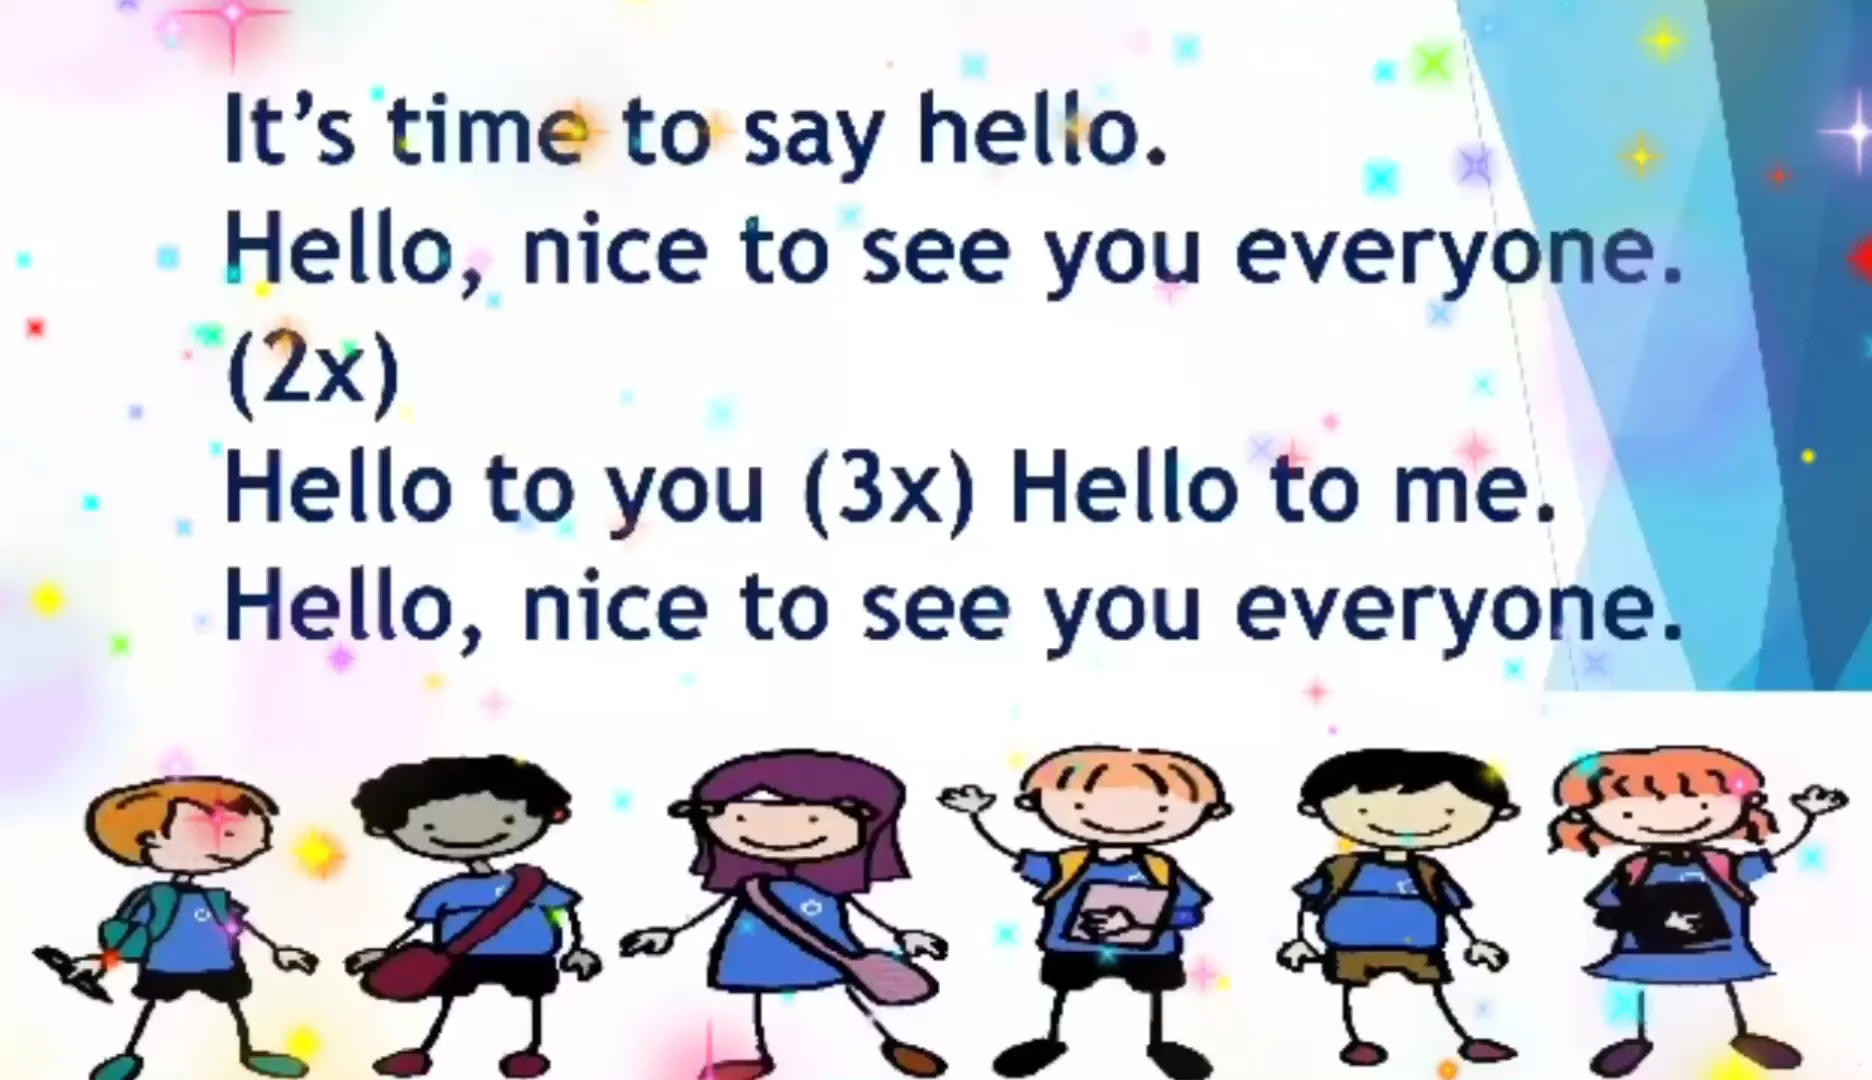 It’s time to say hello.
Hello, nice to see you everyone.
(2x)
Hello to you (3x) Hello to me.
Hello, nice to see you everyone.